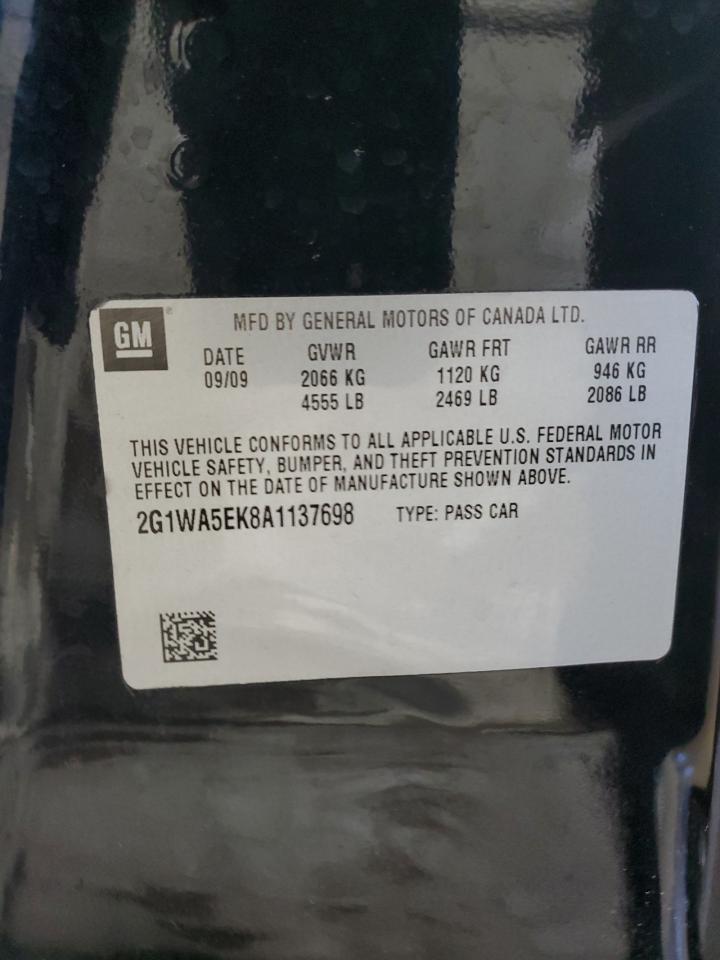 GM®
MFD BY GENERAL MOTORS OF CANADA LTD.
DATE GVWR GAWR FRT GAWR RR
09/09 2066 KG 1120 KG 946 KG
4555 LB 2469 LB 2086 LB
THIS VEHICLE CONFORMS TO ALL APPLICABLE U.S. FEDERAL MOTOR
VEHICLE SAFETY, BUMPER, AND THEFT PREVENTION STANDARDS IN
EFFECT ON THE DATE OF MANUFACTURE SHOWN ABOVE.
2G1WA5EK8A1137698 TYPE: PASS CAR